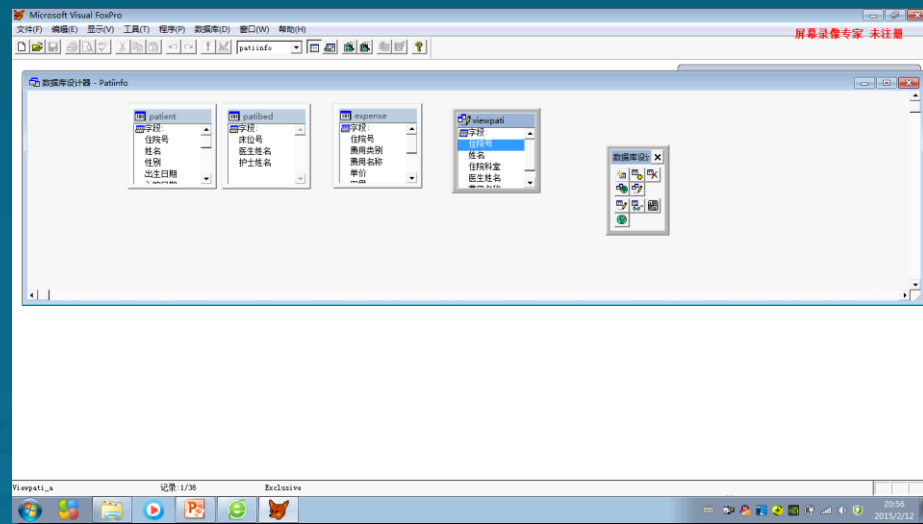 Microsoft Visual FoxPro
文件(F) 编辑(E) 显示(V) 工具(T) 程序(P) 数据库(D) 窗口(W) 帮助(H)
屏幕录像专家 未注册
patiinfo
数据库设计器 - Patiinfo
patient
字段:
住院号
姓名
性别
出生日期
patibed
字段:
床位号
医生姓名
护士姓名
expense
字段:
住院号
费用类别
费用名称
单价
viewpati
字段:
住院号
姓名
住院科室
医生姓名
费用名称
数据库设计
Viewpati_a 记录:1/36 Exclusive
20:56
2015/2/12